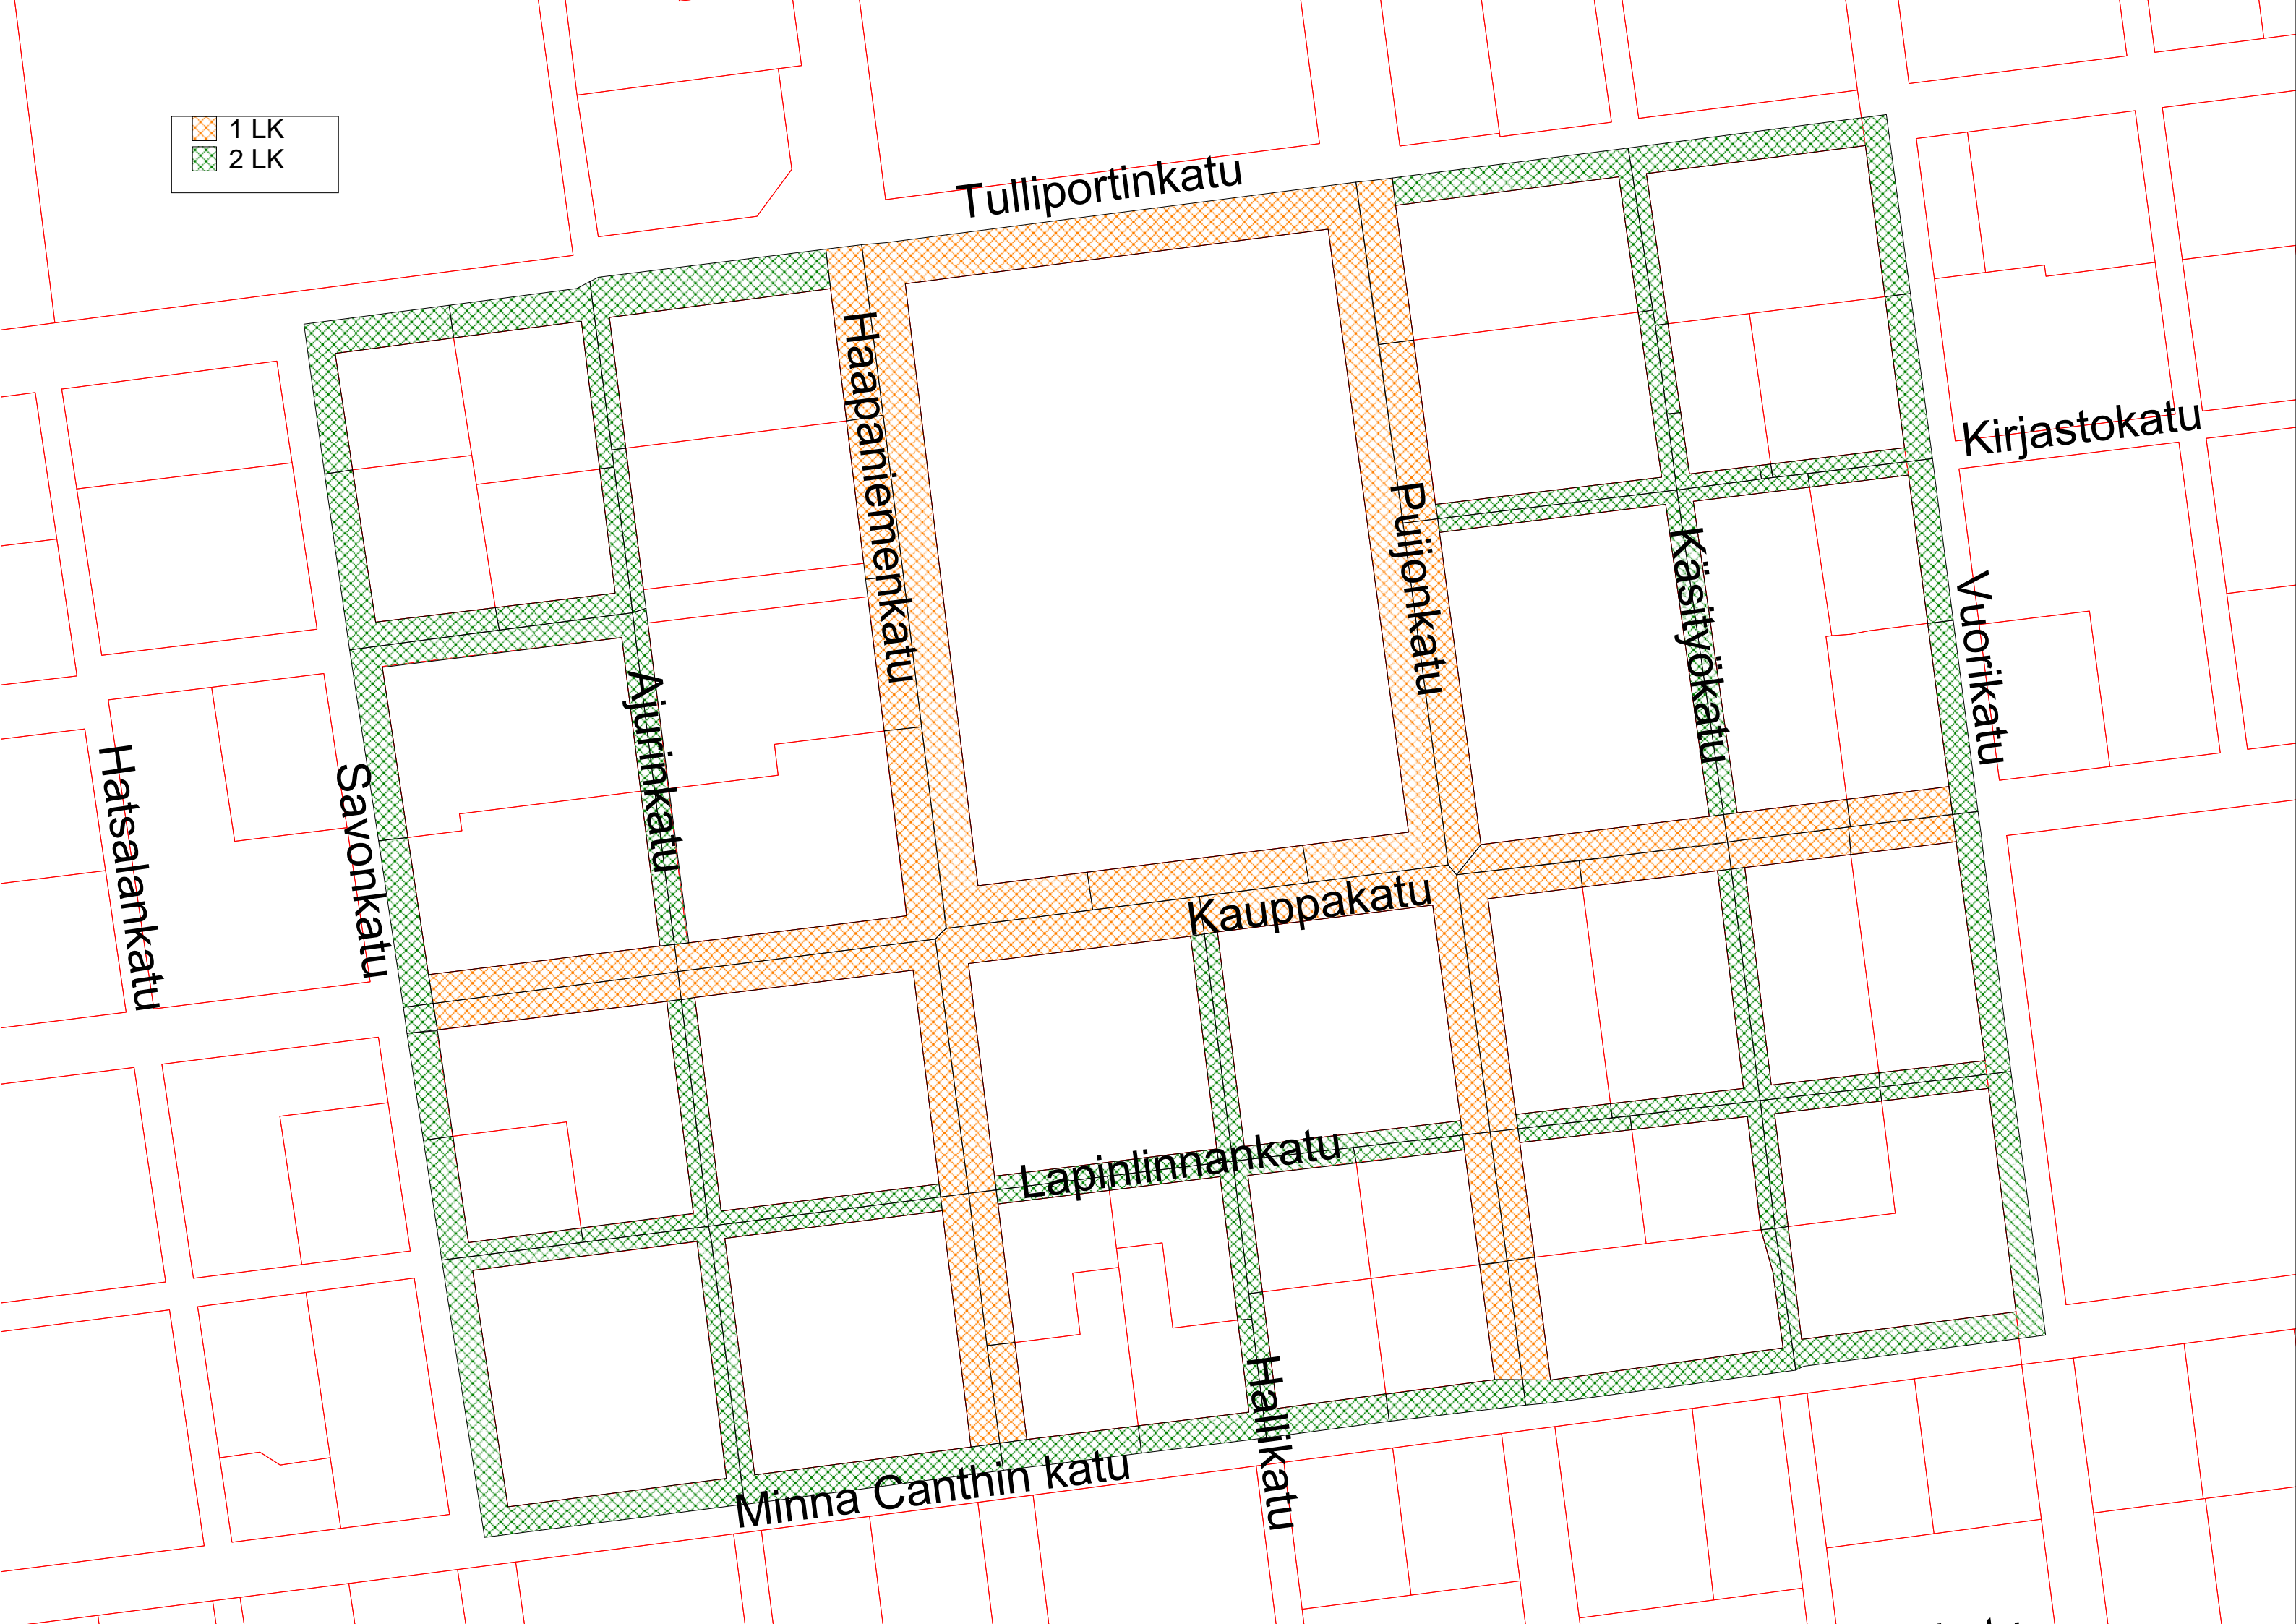 1 LK
2 LK
Tulliportinkatu
Haapaniemenkatu
Kirjastokatu
Puijonkatu
Käsityökatu
Vuorikatu
Ajurinkatu
Hatsalankatu
Savonkatu
Kauppakatu
Lapinlinnankatu
Hallikatu
Minna Canthin katu